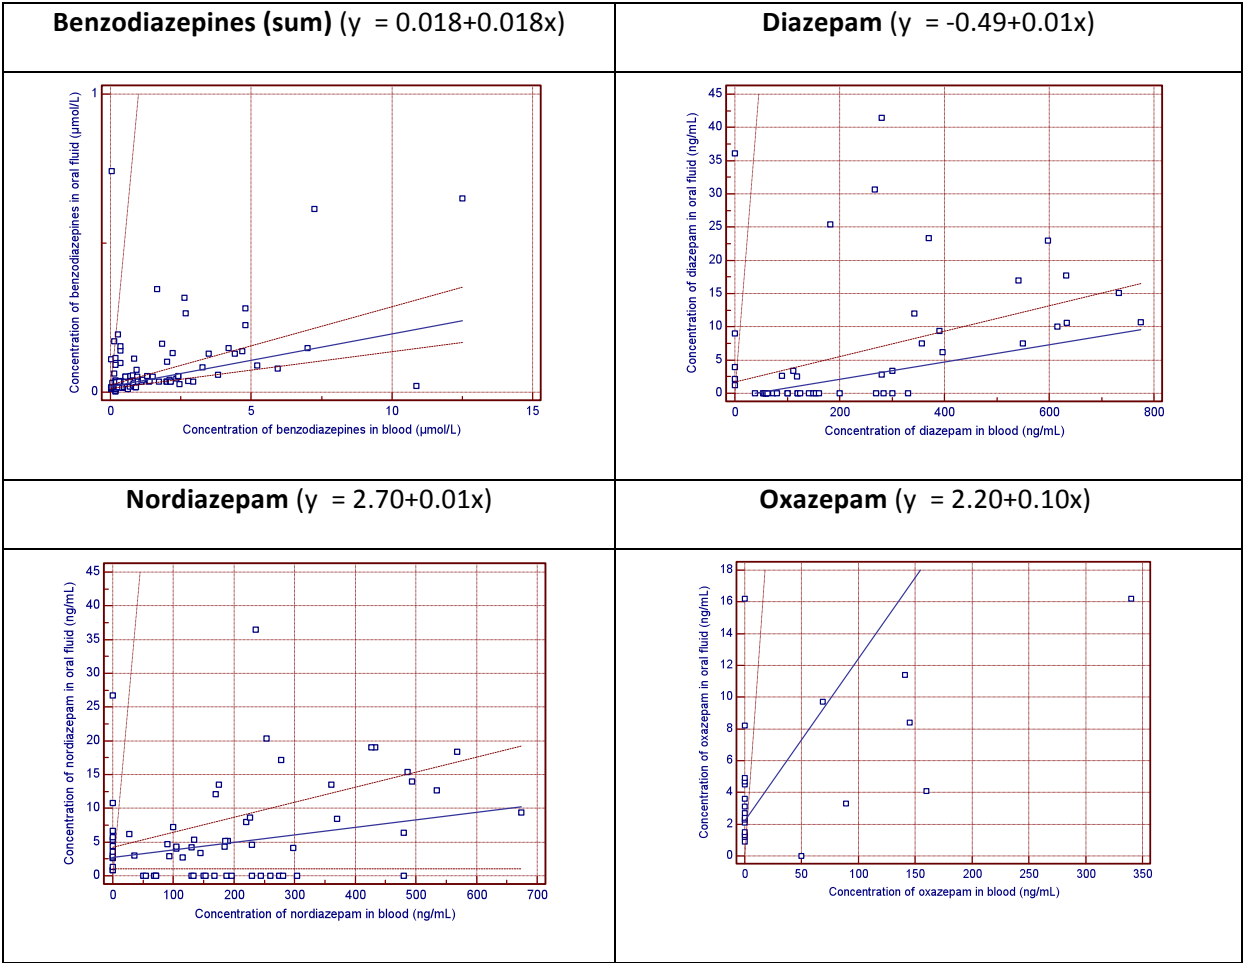 Benzodiazepines (sum) (y = 0.018+0.018x)
Diazepam (y = -0.49+0.01x)
Concentration of benzodiazepines in oral fluid (µmol/L)
1
0
0 5 10 15
Concentration of benzodiazepines in blood (µmol/L)
Concentration of diazepam in oral fluid (ng/mL)
45
40
35
30
25
20
15
10
5
0
0 200 400 600 800
Concentration of diazepam in blood (ng/mL)
Nordiazepam (y = 2.70+0.01x)
Oxazepam (y = 2.20+0.10x)
Concentration of nordiazepam in oral fluid (ng/mL)
45
40
35
30
25
20
15
10
5
0
0 100 200 300 400 500 600 700
Concentration of nordiazepam in blood (ng/mL)
Concentration of oxazepam in oral fluid (ng/mL)
18
16
14
12
10
8
6
4
2
0
0 50 100 150 200 250 300 350
Concentration of oxazepam in blood (ng/mL)